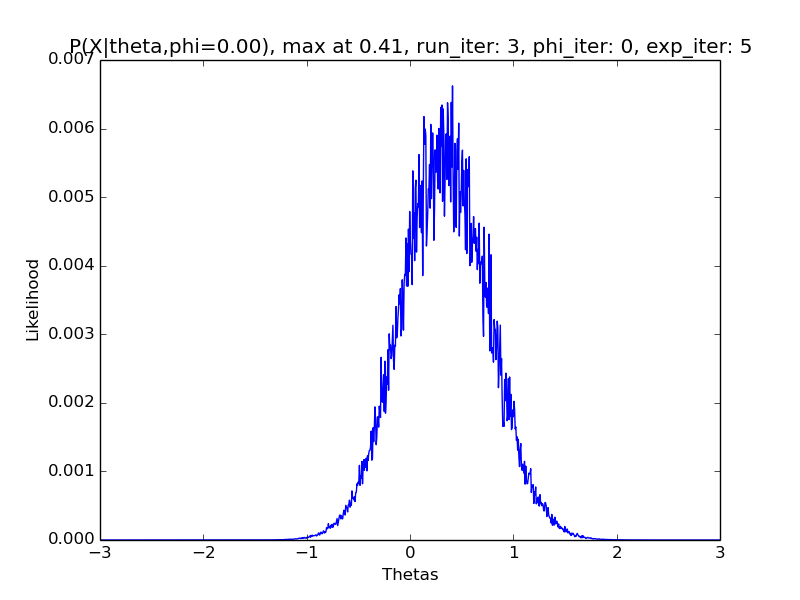 P(X|theta,phi=0.00), max at 0.41, run_iter: 3, phi_iter: 0, exp_iter: 5
0.007
0.006
0.005
0.004
0.003
0.002
0.001
0.000
Likelihood
−3 −2 −1 0 1 2 3
Thetas